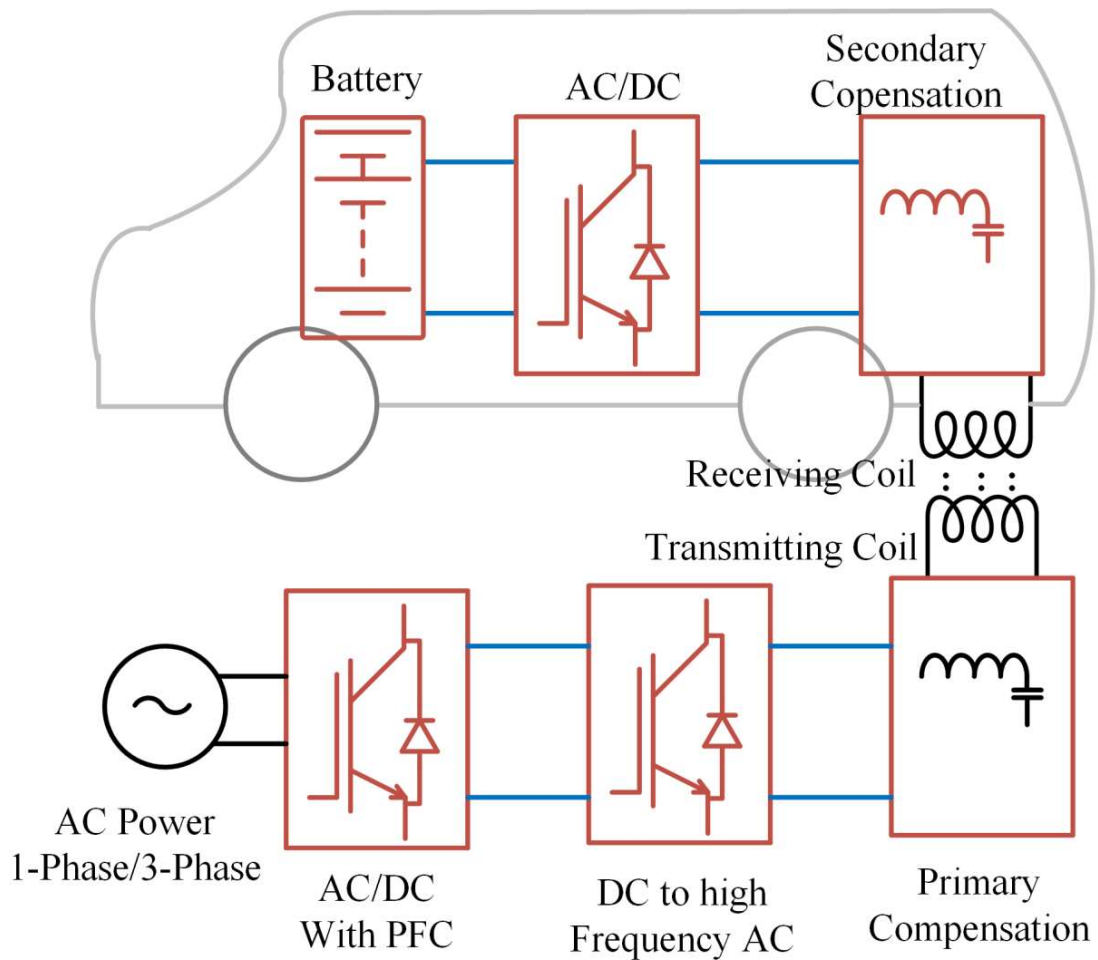 Battery
AC/DC
Secondary
Copensation
Receiving Coil
Transmitting Coil
AC Power
1-Phase/3-Phase
AC/DC
With PFC
DC to high
Frequency AC
Primary
Compensation